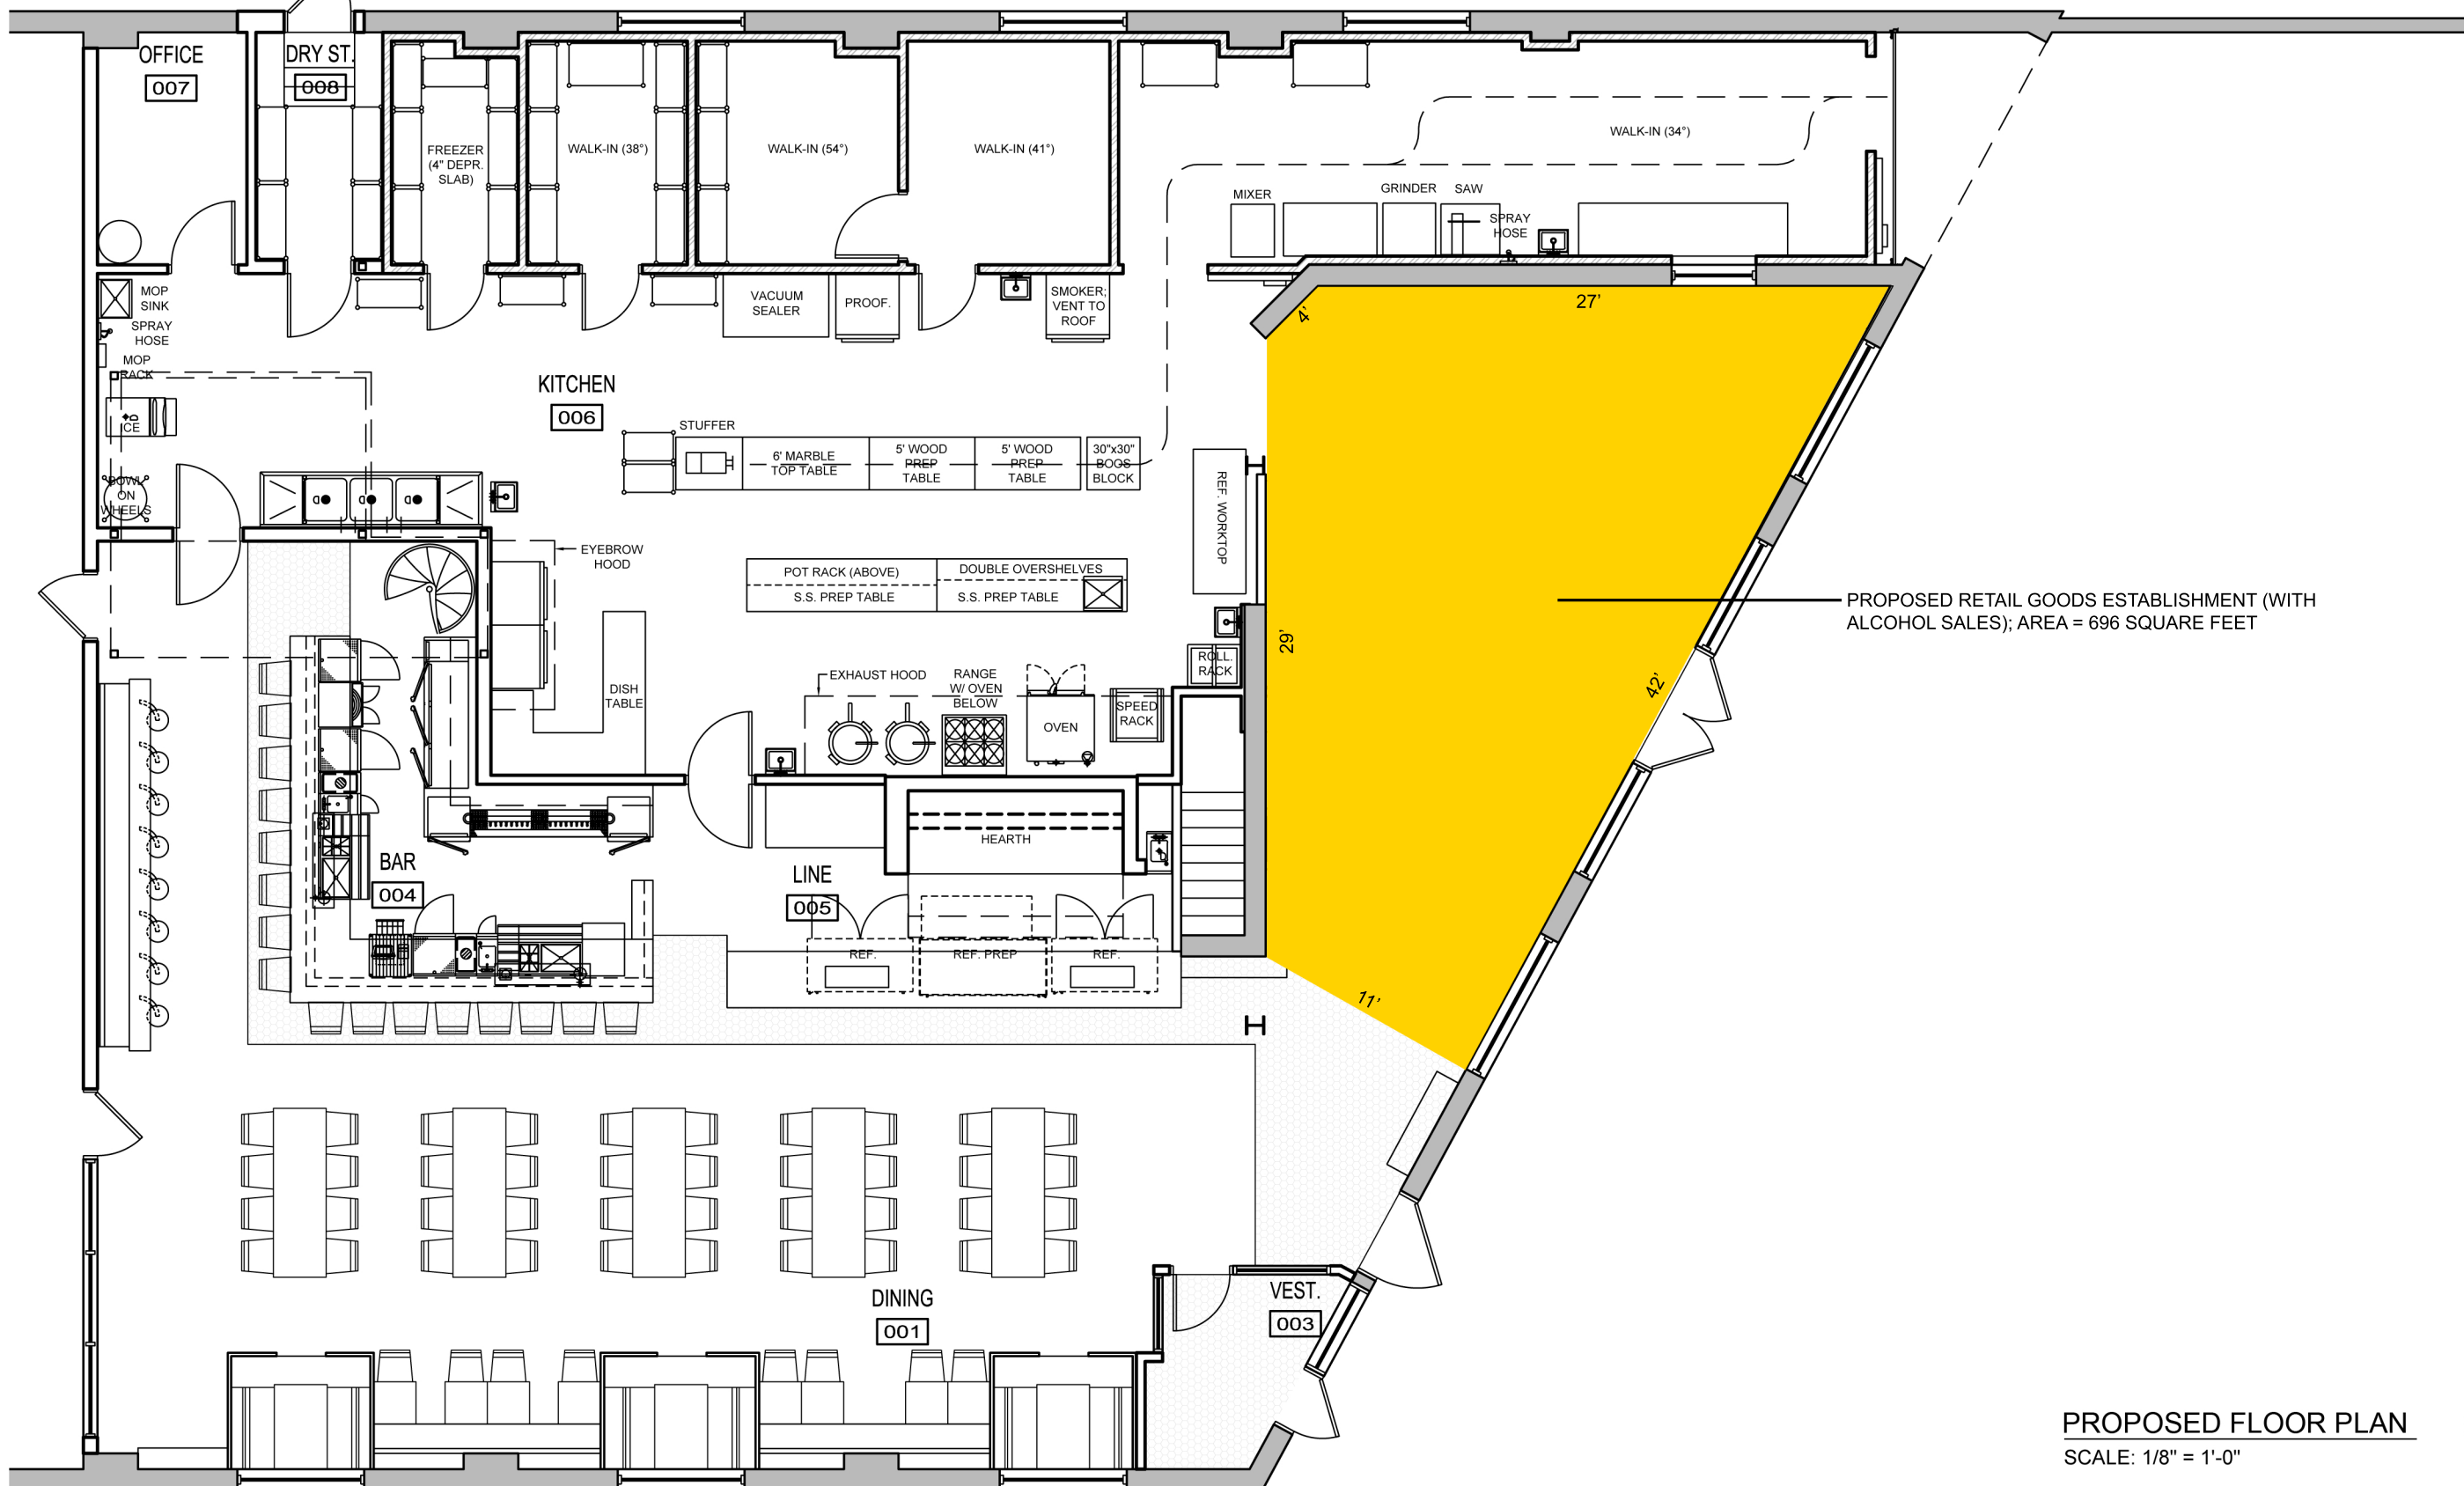 OFFICE
007
DRY ST.
008
FREEZER
(4" DEPR.
SLAB)
WALK-IN (38°)
WALK-IN (54°)
WALK-IN (41°)
WALK-IN (34°)
MIXER
GRINDER
SAW
SPRAY
HOSE
MOP
SINK
SPRAY
HOSE
MOP
RACK
VACUUM
SEALER
PROOF.
SMOKER;
VENT TO
ROOF
4'
27'
KITCHEN
006
ICE
BOWL
ON
WHEELS
STUFFER
6' MARBLE
TOP TABLE
5' WOOD
PREP
TABLE
5' WOOD
PREP
TABLE
30"x30"
BOOS
BLOCK
REF. WORKTOP
EYEBROW
HOOD
POT RACK (ABOVE)
S.S. PREP TABLE
DOUBLE OVERSHELVES
S.S. PREP TABLE
PROPOSED RETAIL GOODS ESTABLISHMENT (WITH
ALCOHOL SALES); AREA = 696 SQUARE FEET
29'
42'
ROLL.
RACK
DISH
TABLE
EXHAUST HOOD
RANGE
W/ OVEN
BELOW
OVEN
SPEED
RACK
HEARTH
BAR
004
LINE
005
REF.
REF. PREP
REF.
11'
DINING
001
VEST.
003
PROPOSED FLOOR PLAN
SCALE: 1/8" = 1'-0"